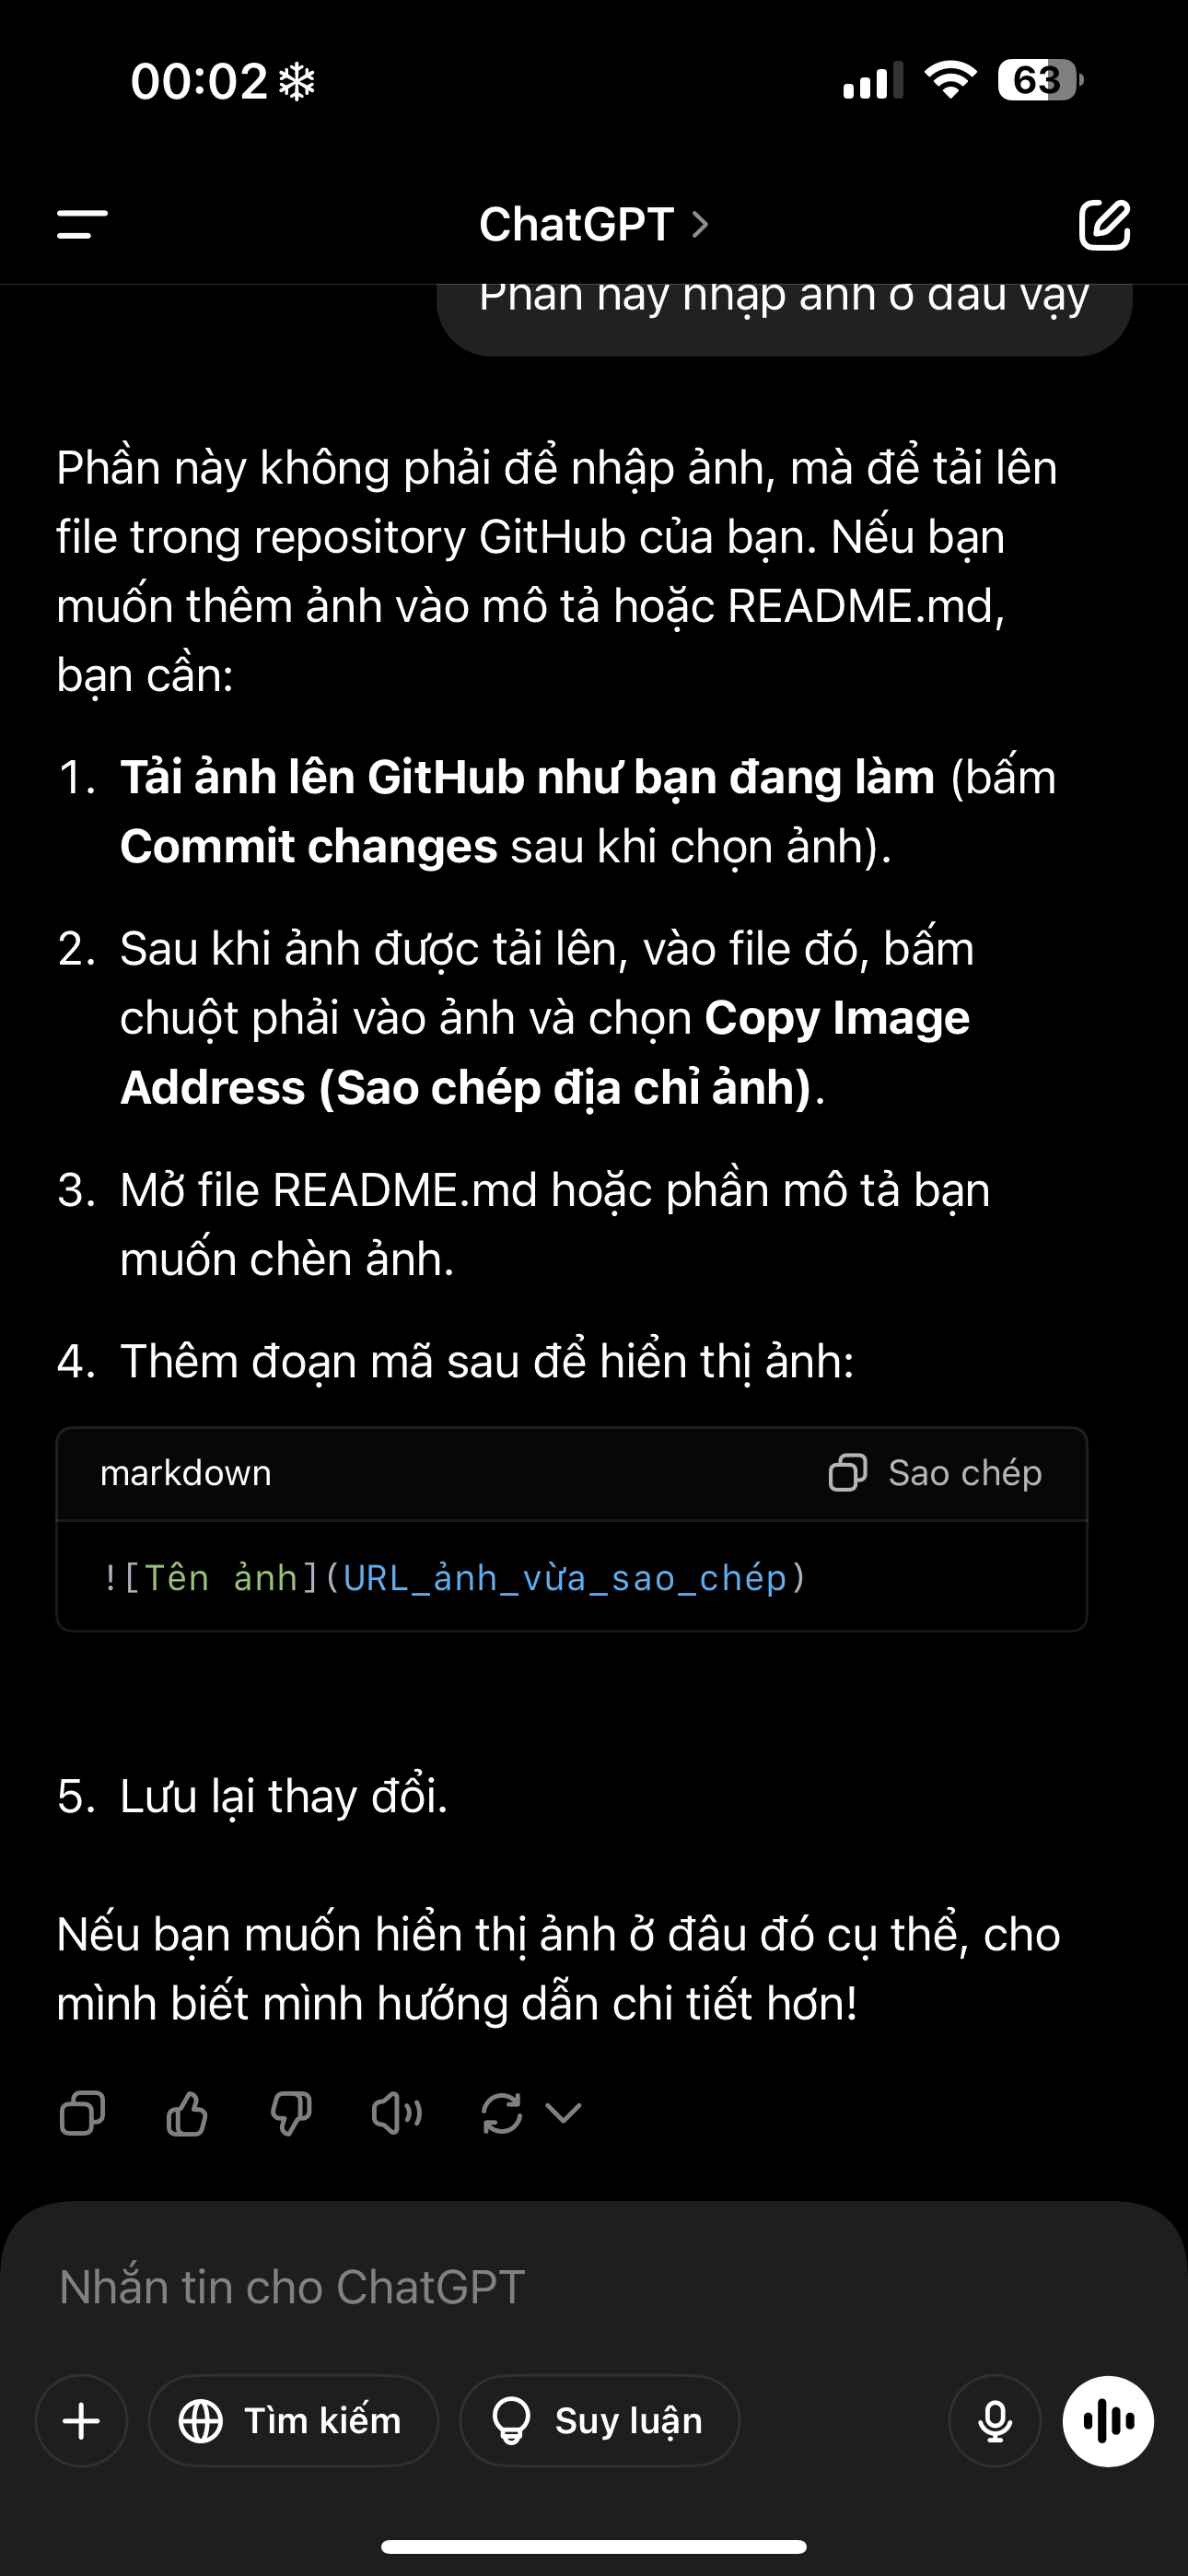 00:02
63
ChatGPT
Phần này nhập ảnh ở đâu vậy
Phần này không phải để nhập ảnh, mà để tải lên
file trong repository GitHub của bạn. Nếu bạn
muốn thêm ảnh vào mô tả hoặc README.md,
bạn cần:
1. Tải ảnh lên GitHub như bạn đang làm (bấm
Commit changes sau khi chọn ảnh).
2. Sau khi ảnh được tải lên, vào file đó, bấm
chuột phải vào ảnh và chọn Copy Image
Address (Sao chép địa chỉ ảnh).
3. Mở file README.md hoặc phần mô tả bạn
muốn chèn ảnh.
4. Thêm đoạn mã sau để hiển thị ảnh:
markdown
Sao chép
![Tên ảnh](URL_ảnh_vừa_sao_chép)
5. Lưu lại thay đổi.
Nếu bạn muốn hiển thị ảnh ở đâu đó cụ thể, cho
mình biết mình hướng dẫn chi tiết hơn!
Nhắn tin cho ChatGPT
Tìm kiếm
Suy luận